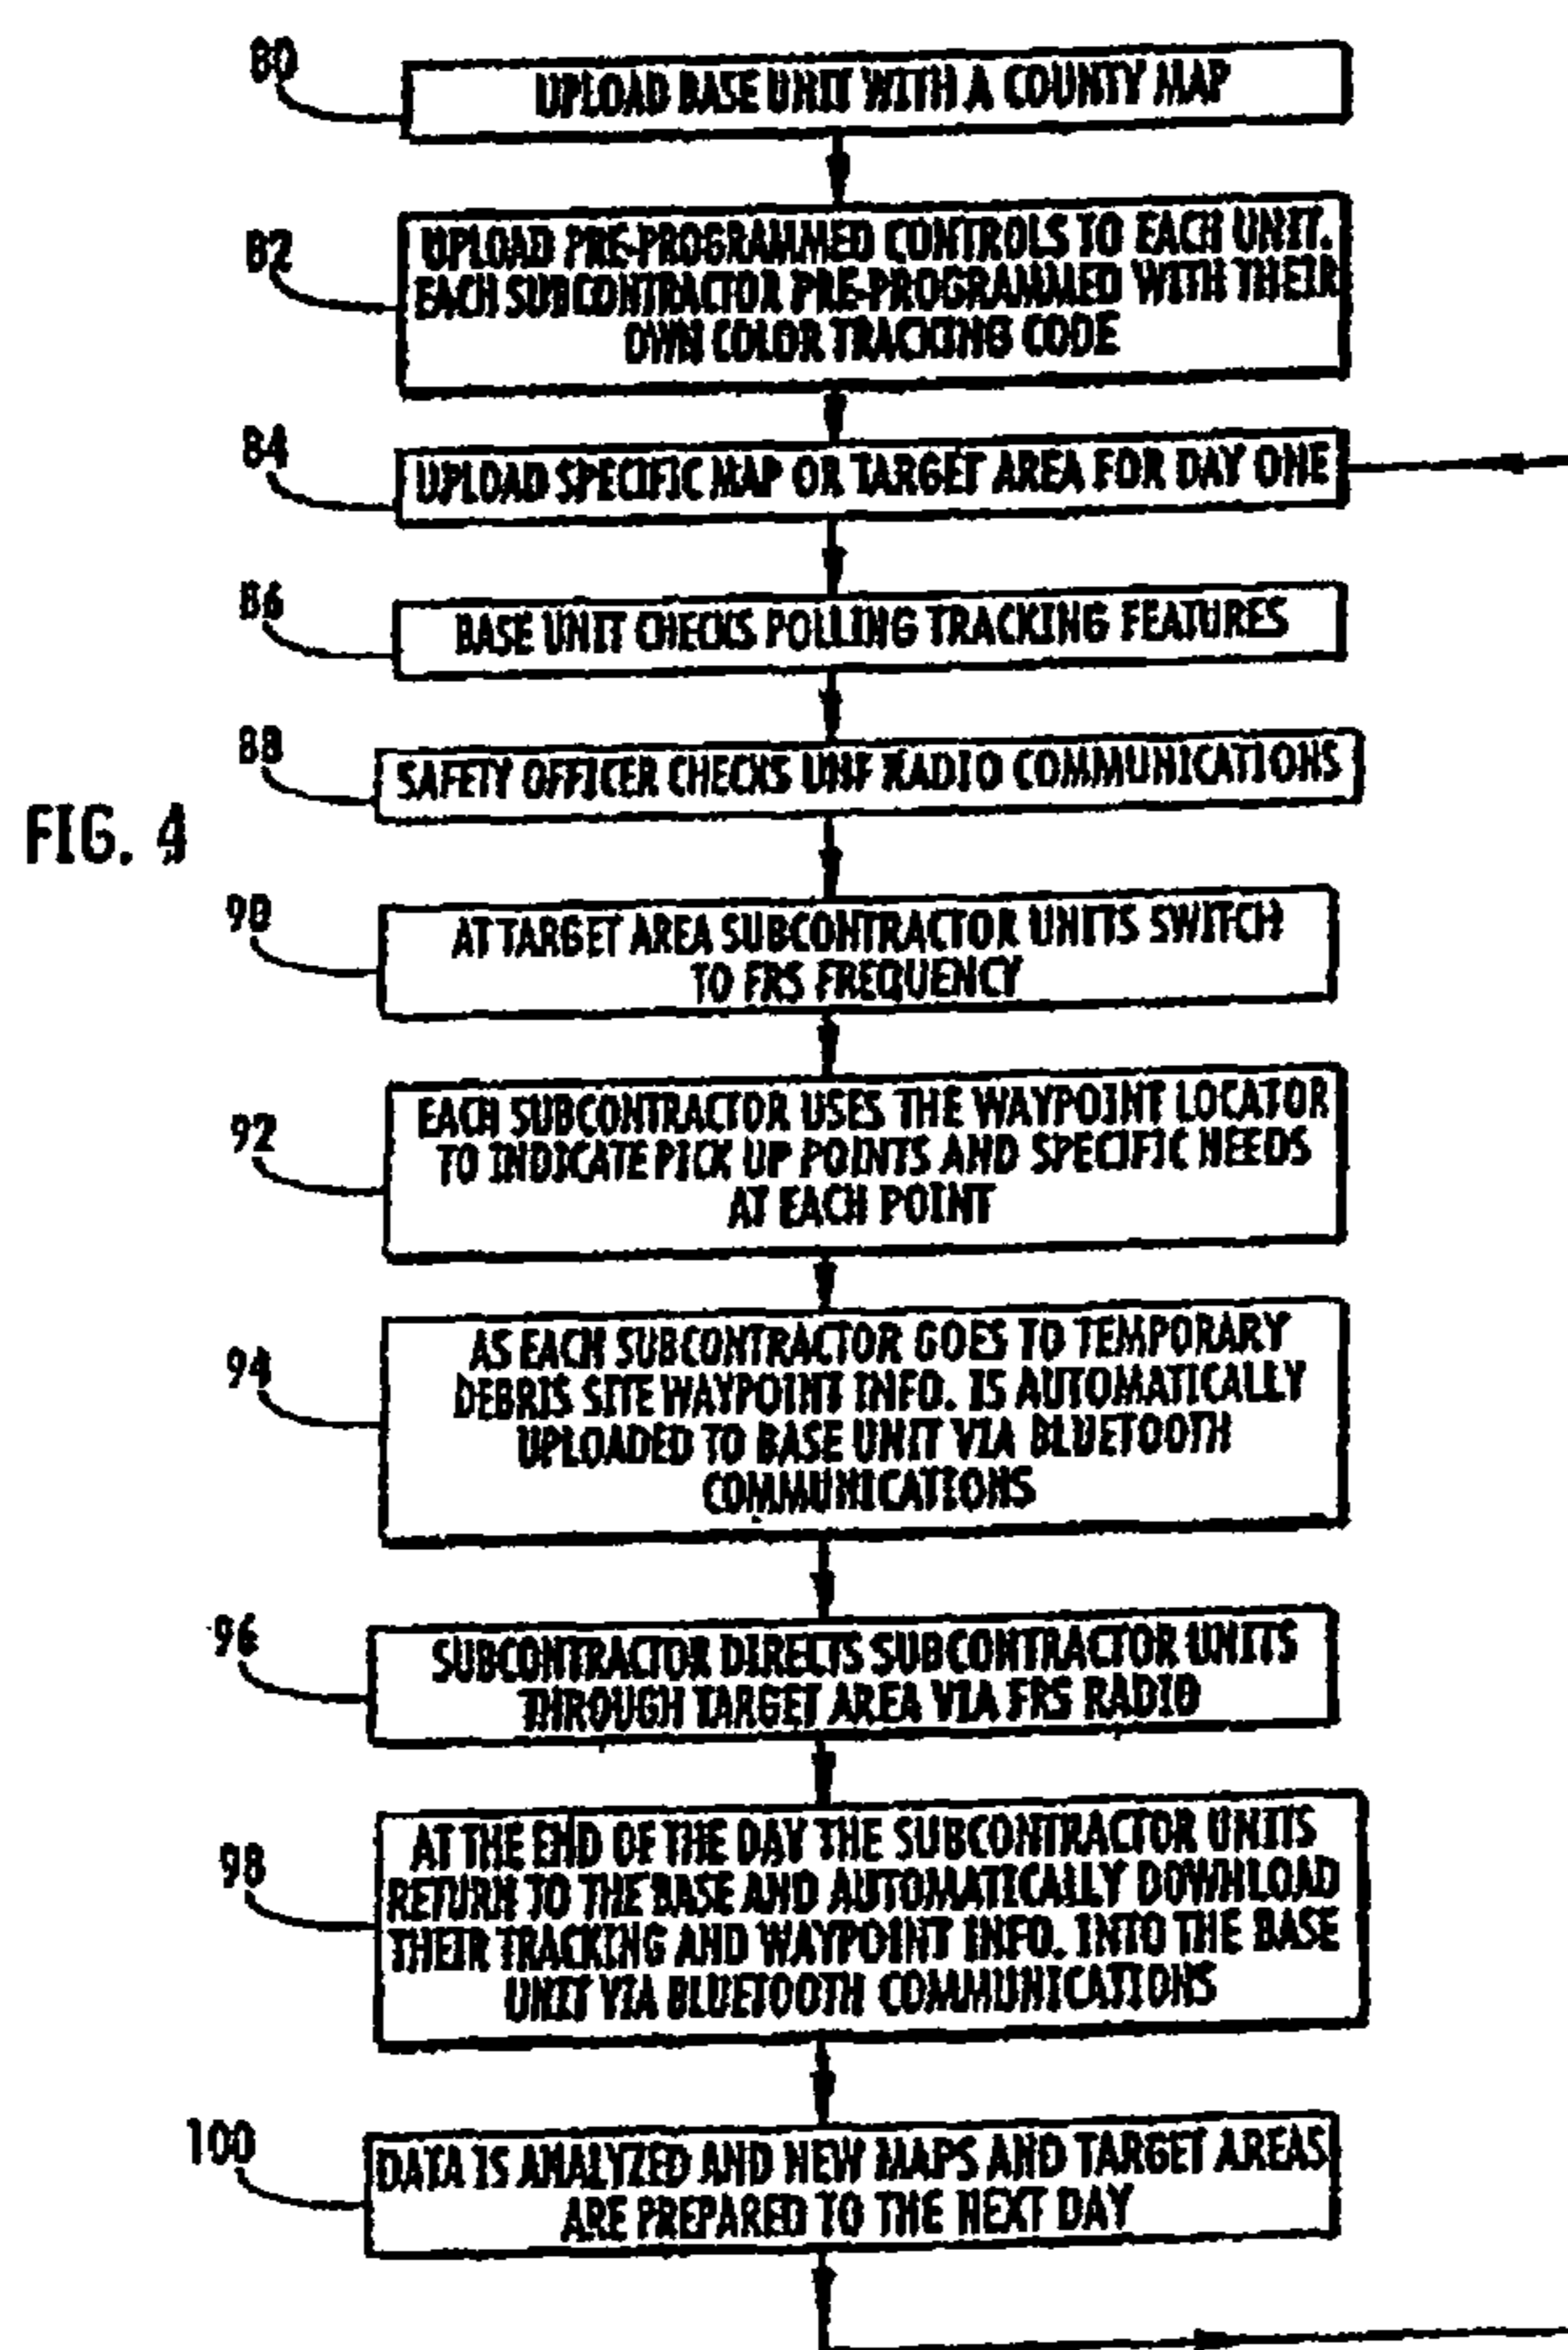 80
UPLOAD BASE UNIT WITH A COUNTY MAP
82
UPLOAD PRE-PROGRAMMED CONTROLS TO EACH UNIT.
EACH SUBCONTRACTOR PRE-PROGRAMMED WITH THEIR
OWN COLOR TRACKING CODE
84
UPLOAD SPECIFIC MAP OR TARGET AREA FOR DAY ONE
86
BASE UNIT CHECKS POLLING TRACKING FEATURES
88
SAFETY OFFICER CHECKS UHF RADIO COMMUNICATIONS
FIG. 4
90
AT TARGET AREA SUBCONTRACTOR UNITS SWITCH
TO FRS FREQUENCY
92
EACH SUBCONTRACTOR USES THE WAYPOINT LOCATOR
TO INDICATE PICK UP POINTS AND SPECIFIC NEEDS
AT EACH POINT
94
AS EACH SUBCONTRACTOR GOES TO TEMPORARY
DEBRIS SITE WAYPOINT INFO. IS AUTOMATICALLY
UPLOADED TO BASE UNIT VIA BLUETOOTH
COMMUNICATIONS
96
SUBCONTRACTOR DIRECTS SUBCONTRACTOR UNITS
THROUGH TARGET AREA VIA FRS RADIO
98
AT THE END OF THE DAY THE SUBCONTRACTOR UNITS
RETURN TO THE BASE AND AUTOMATICALLY DOWNLOAD
THEIR TRACKING AND WAYPOINT INFO. INTO THE BASE
UNIT VIA BLUETOOTH COMMUNICATIONS
100
DATA IS ANALYZED AND NEW MAPS AND TARGET AREAS
ARE PREPARED TO THE NEXT DAY